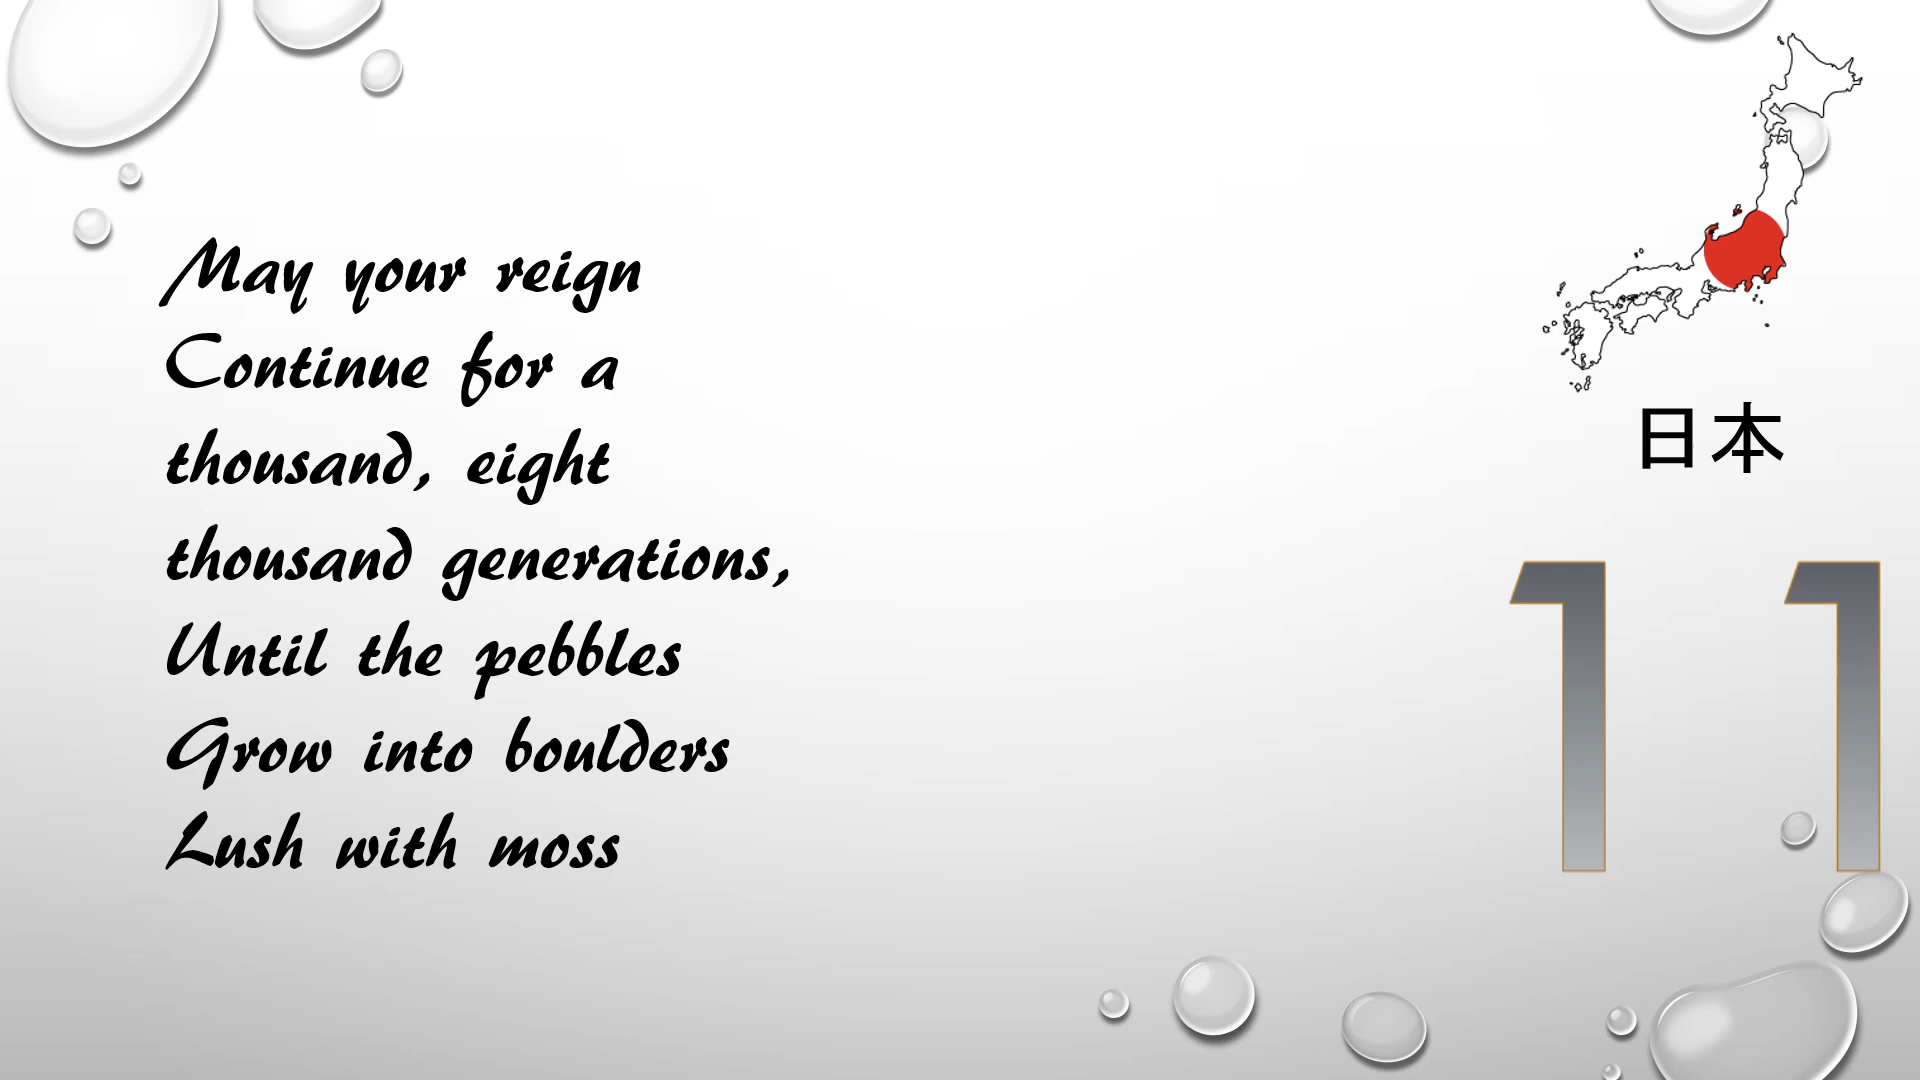 May your reign
Continue for a
thousand, eight
thousand generations,
Until the pebbles
Grow into boulders
Lush with moss
日本
11